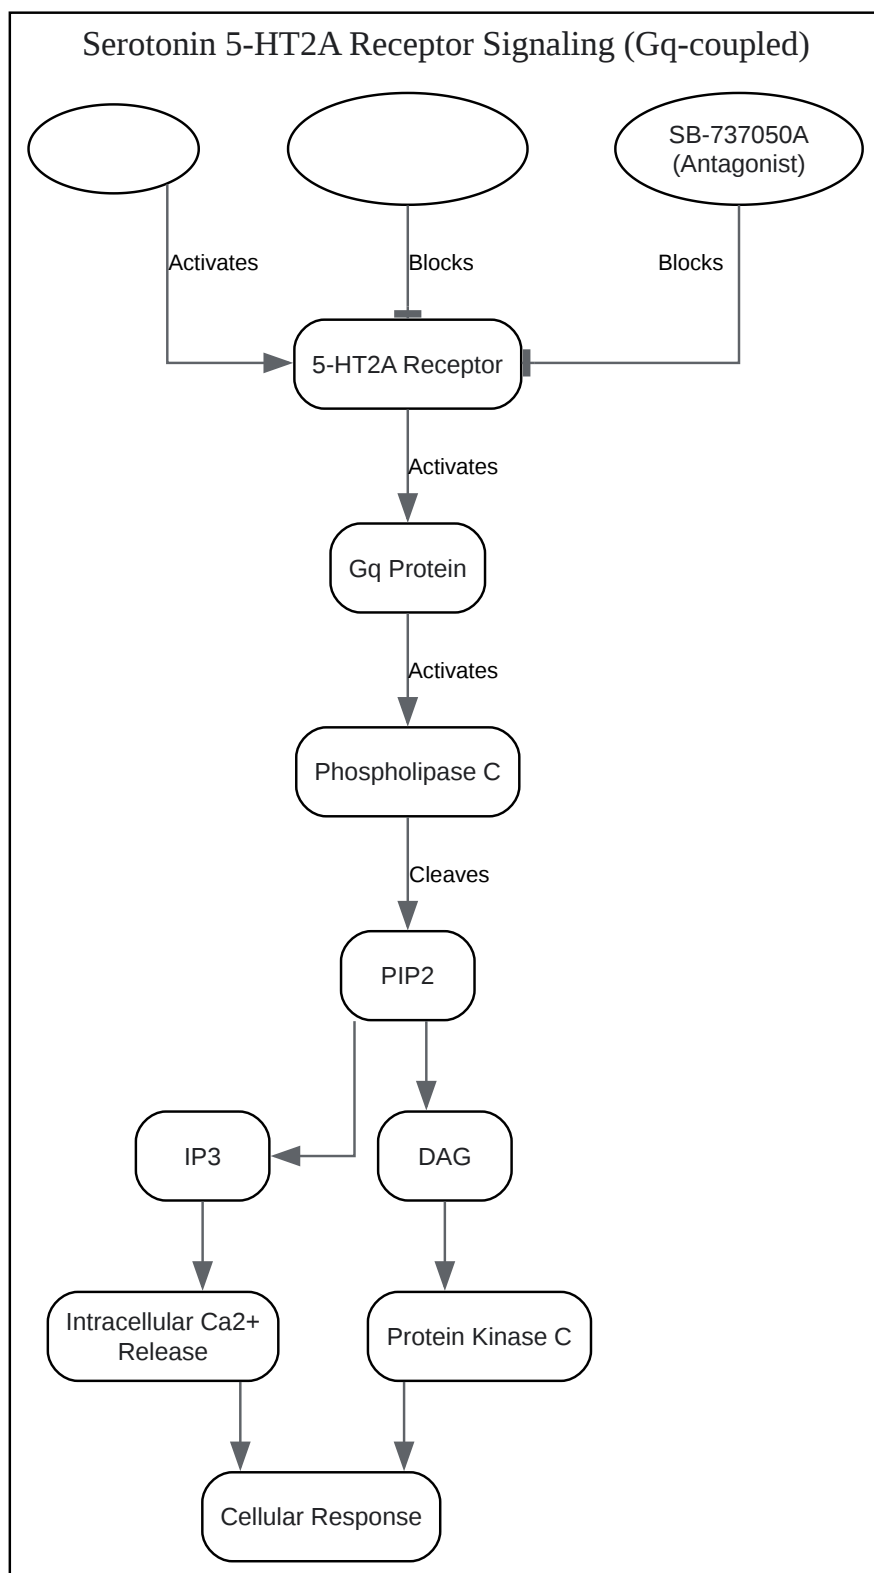 Serotonin 5-HT2A Receptor Signaling (Gq-coupled)
SB-737050A
(Antagonist)
Activates
Blocks
Blocks
5-HT2A Receptor
Activates
Gq Protein
Activates
Phospholipase C
Cleaves
PIP2
IP3
DAG
Intracellular Ca2+
Release
Protein Kinase C
Cellular Response